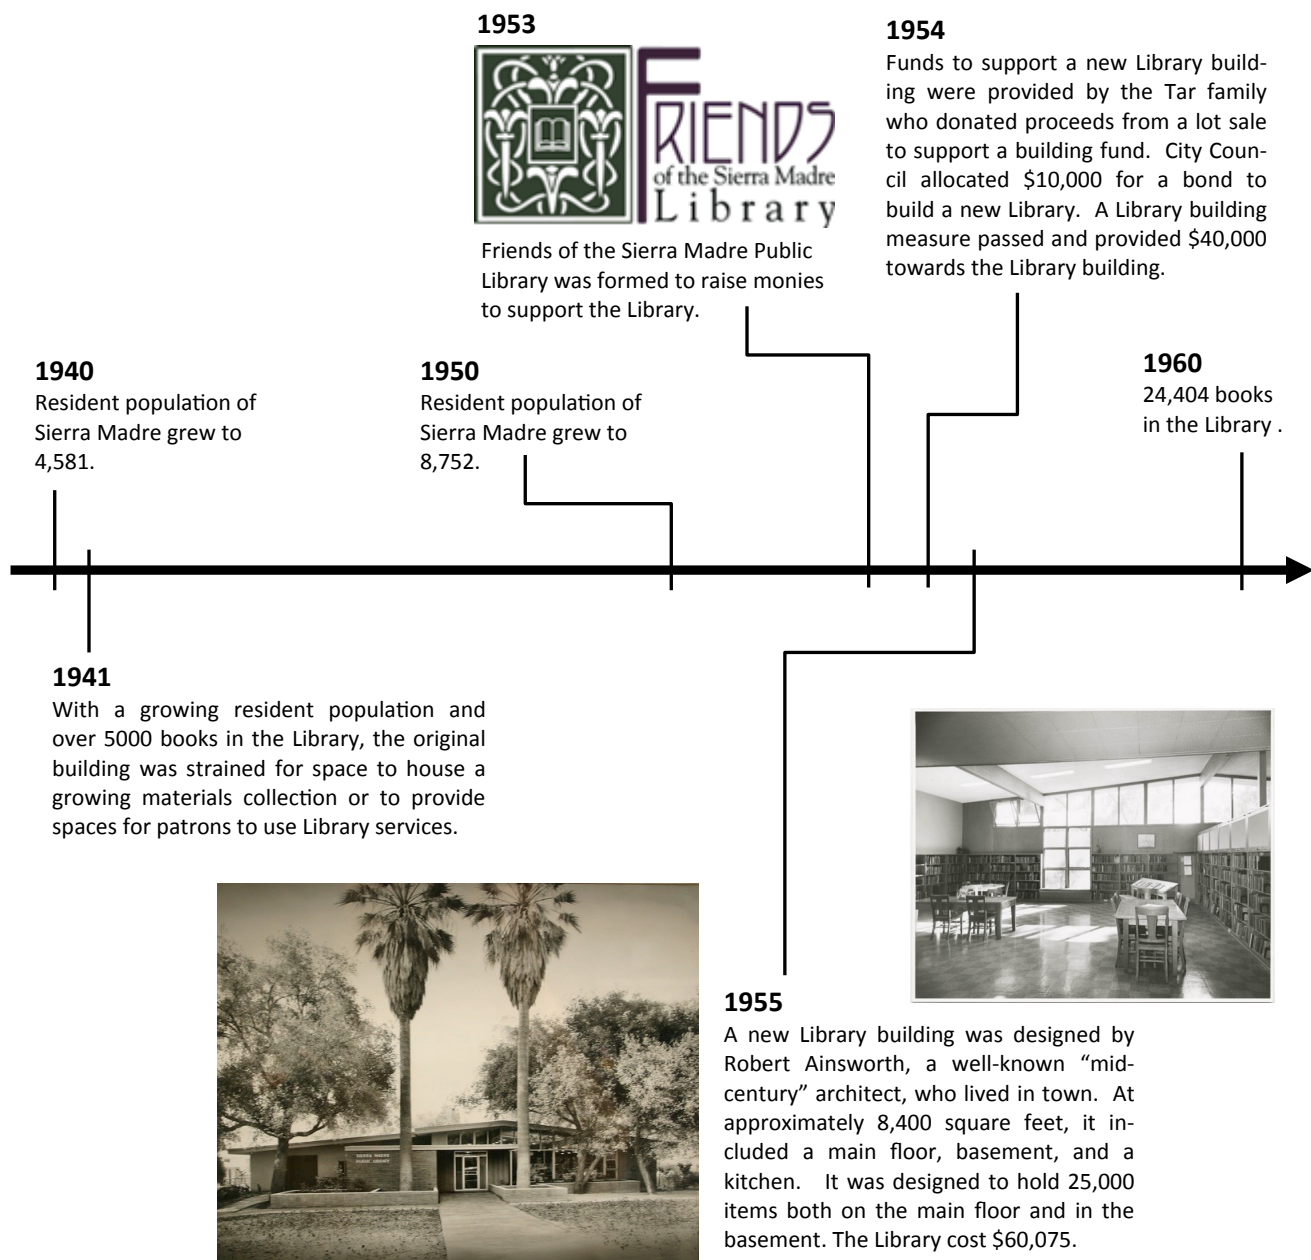 1953
FRIENDS
of the Sierra Madre
Library
Friends of the Sierra Madre Public
Library was formed to raise monies
to support the Library.
1954
Funds to support a new Library build-
ing were provided by the Tar family
who donated proceeds from a lot sale
to support a building fund.  City Coun-
cil allocated $10,000 for a bond to
build a new Library.  A Library building
measure passed and provided $40,000
towards the Library building.
1940
Resident population of
Sierra Madre grew to
4,581.
1950
Resident population of
Sierra Madre grew to
8,752.
1960
24,404 books
in the Library .
1941
With a growing resident population and
over 5000 books in the Library, the original
building was strained for space to house a
growing materials collection or to provide
spaces for patrons to use Library services.
SIERRA MADRE
PUBLIC LIBRARY
1955
A new Library building was designed by
Robert Ainsworth, a well-known “mid-
century” architect, who lived in town.  At
approximately 8,400 square feet, it in-
cluded a main floor, basement, and a
kitchen.   It was designed to hold 25,000
items both on the main floor and in the
basement. The Library cost $60,075.